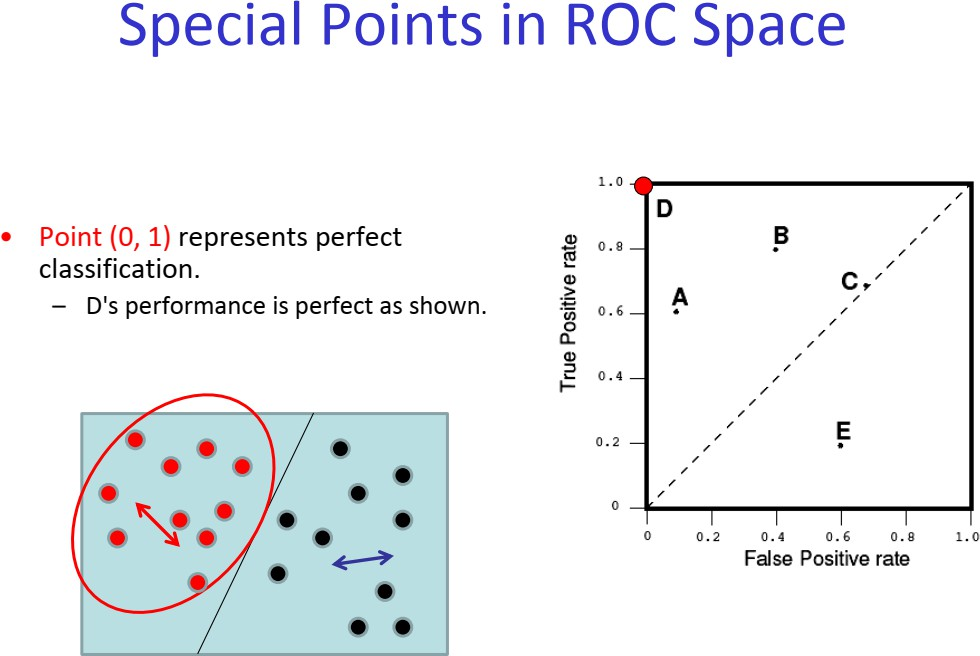 Special Points in ROC Space
• Point (0, 1) represents perfect
classification.
– D's performance is perfect as shown.
1.0
D
B
0.8
A
C
0.6
0.4
E
0.2
0
True Positive rate
0 0.2 0.4 0.6 0.8 1.0
False Positive rate